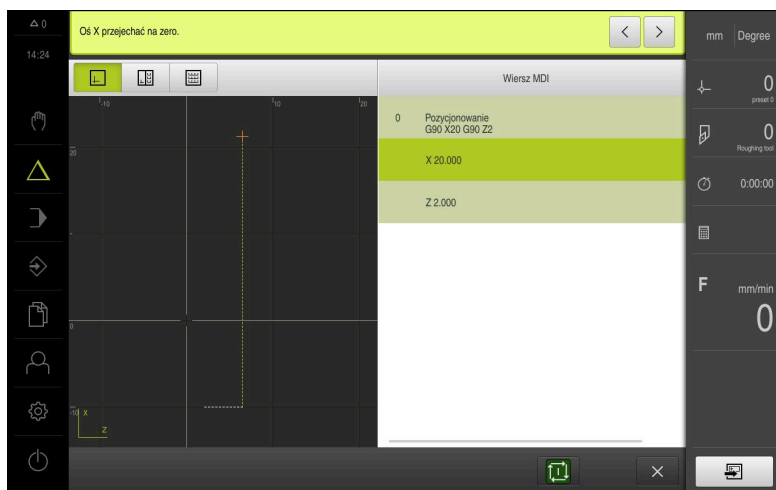 0
14:24
Oś X przejechać na zero.
mm Degree
Wiersz MDI
0 Pozycjonowanie
G90 X20 G90 Z2
X 20.000
Z 2.000
-10
10
20
20
0
-10
X
Z
0
preset 0
0
Roughing tool
0:00:00
F mm/min
0